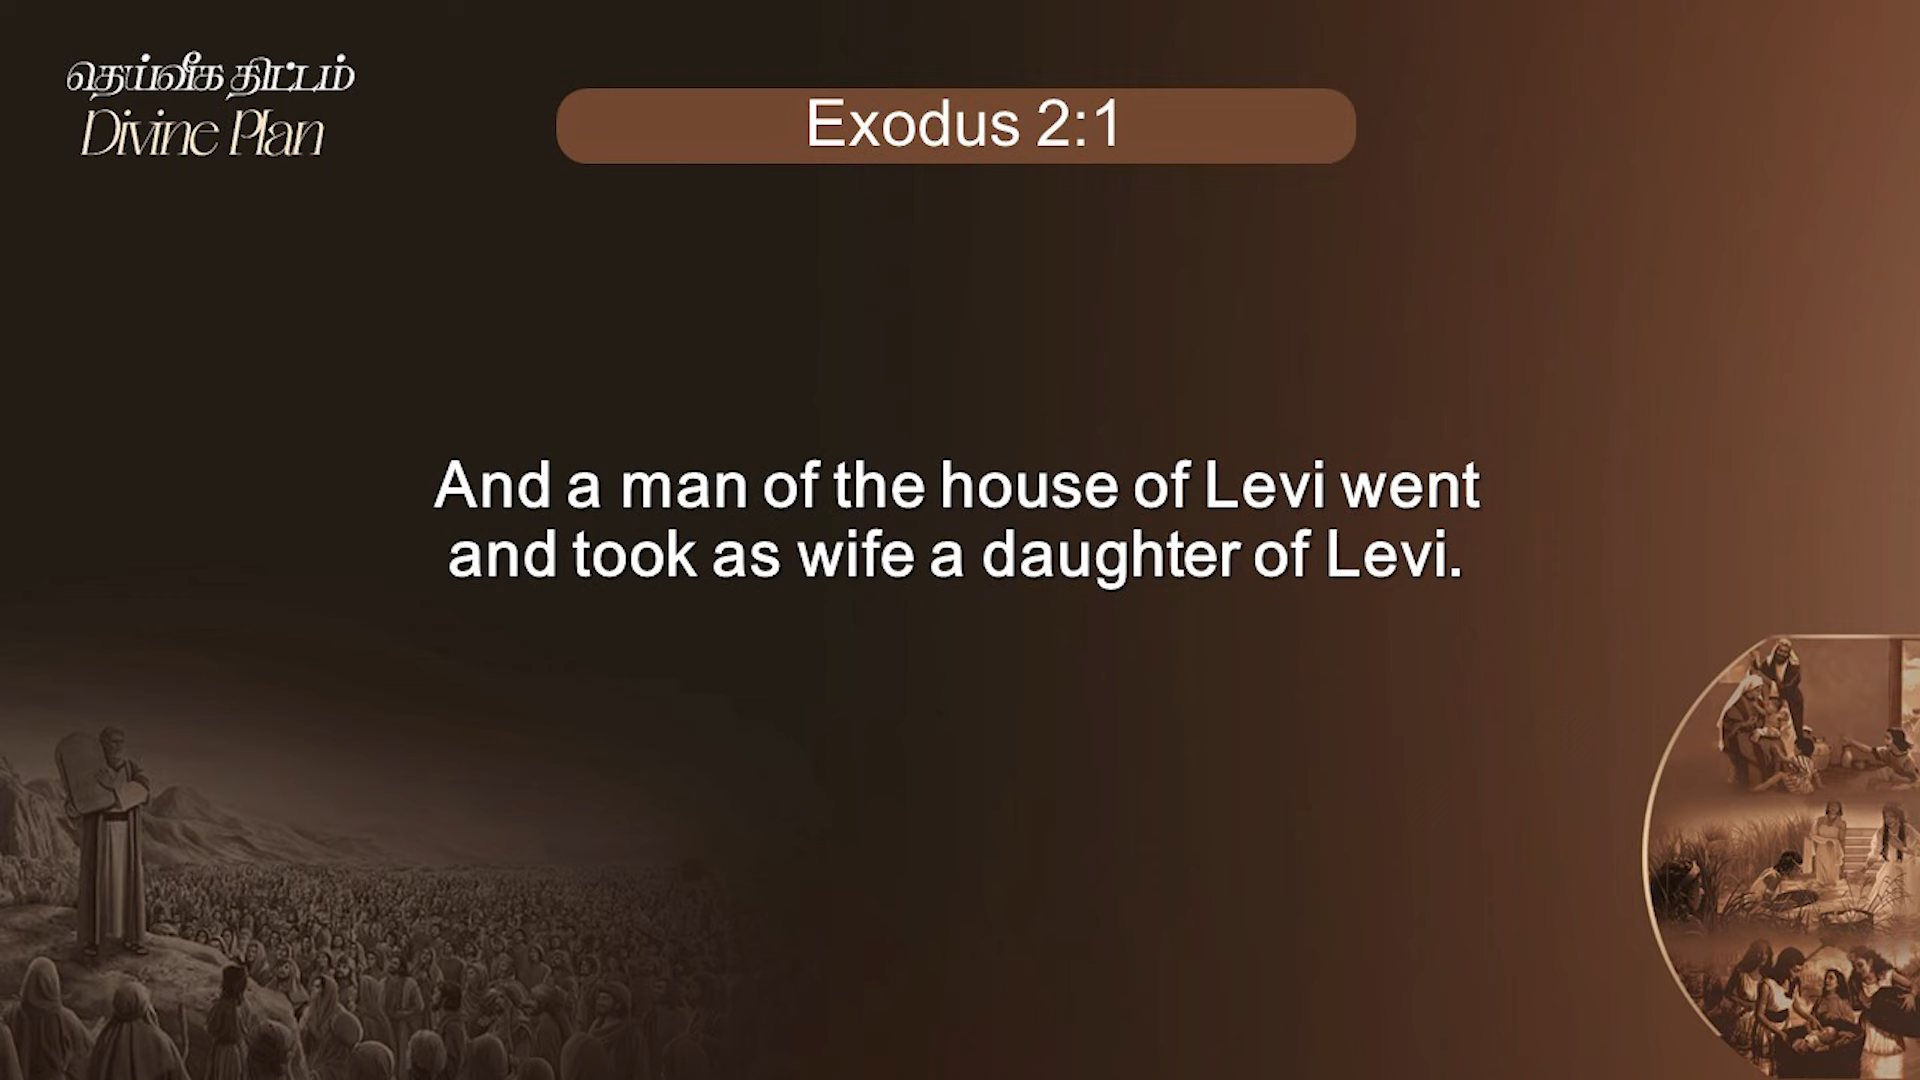 தெய்வீக திட்டம்
Divine Plan
Exodus 2:1
And a man of the house of Levi went
and took as wife a daughter of Levi.